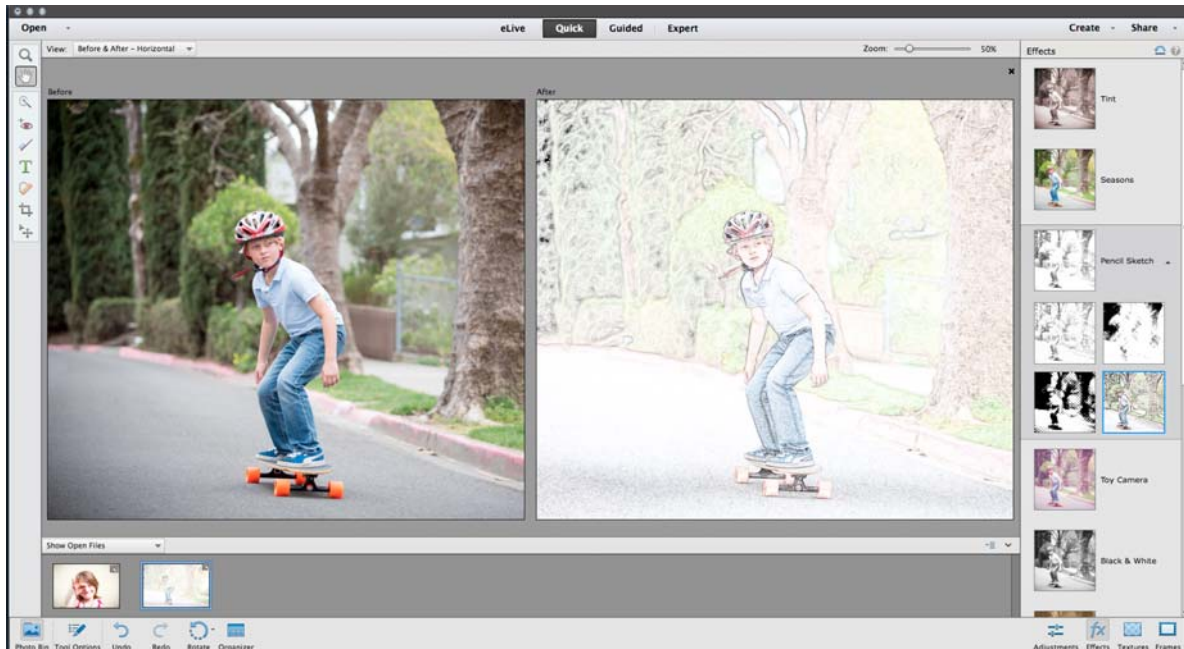 Open eLive Quick Guided Expert Create Share
View: Before & After - Horizontal Zoom: 50% Effects
Before After
Tint
Seasons
Pencil Sketch
Toy Camera
Black & White
Show Open Files
Photo Bin Tool Options Undo Redo Rotate Organizer Adjustments Effects Textures Frames